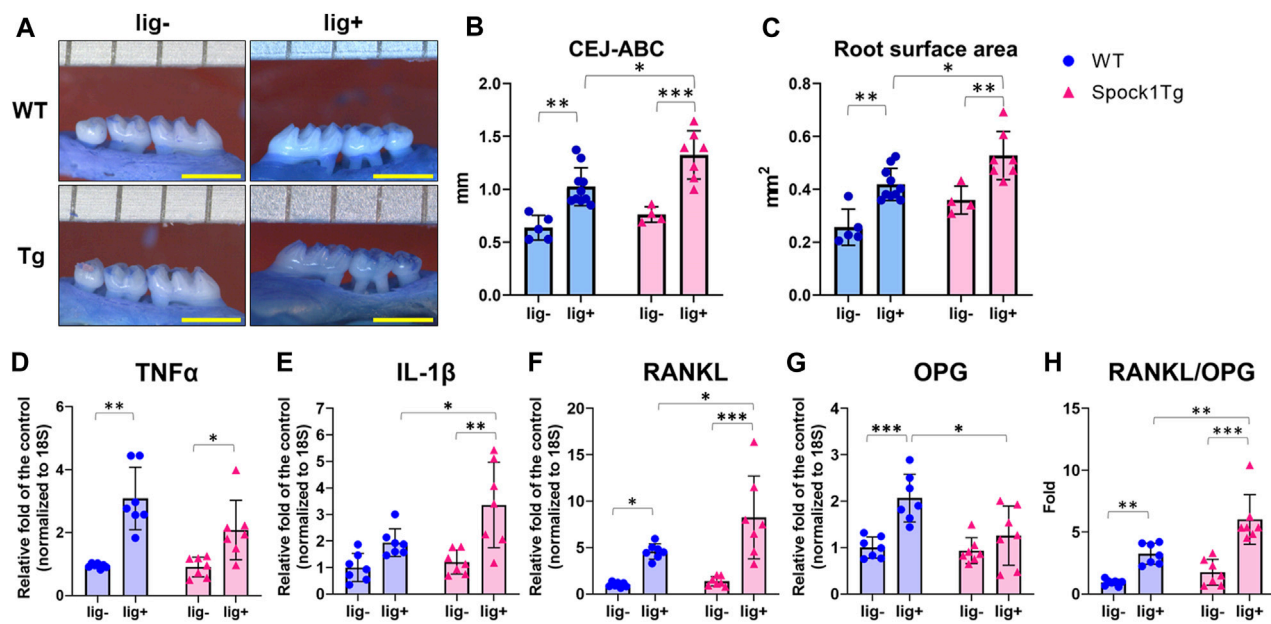 A
lig-
lig+
WT
Tg
B
CEJ-ABC
mm
2.0
1.5
1.0
0.5
0.0
**
***
*
lig-
lig+
lig-
lig+
C
Root surface area
mm²
0.8
0.6
0.4
0.2
0.0
**
**
*
lig-
lig+
lig-
lig+
WT
Spock1Tg
D
TNFα
Relative fold of the control
(normalized to 18S)
6
4
2
0
**
*
lig-
lig+
lig-
lig+
E
IL-1β
Relative fold of the control
(normalized to 18S)
7
6
5
4
3
2
1
0
*
**
lig-
lig+
lig-
lig+
F
RANKL
Relative fold of the control
(normalized to 18S)
20
15
10
5
0
*
*
***
lig-
lig+
lig-
lig+
G
OPG
Relative fold of the control
(normalized to 18S)
4
3
2
1
0
***
*
lig-
lig+
lig-
lig+
H
RANKL/OPG
Fold
15
10
5
0
**
**
***
lig-
lig+
lig-
lig+